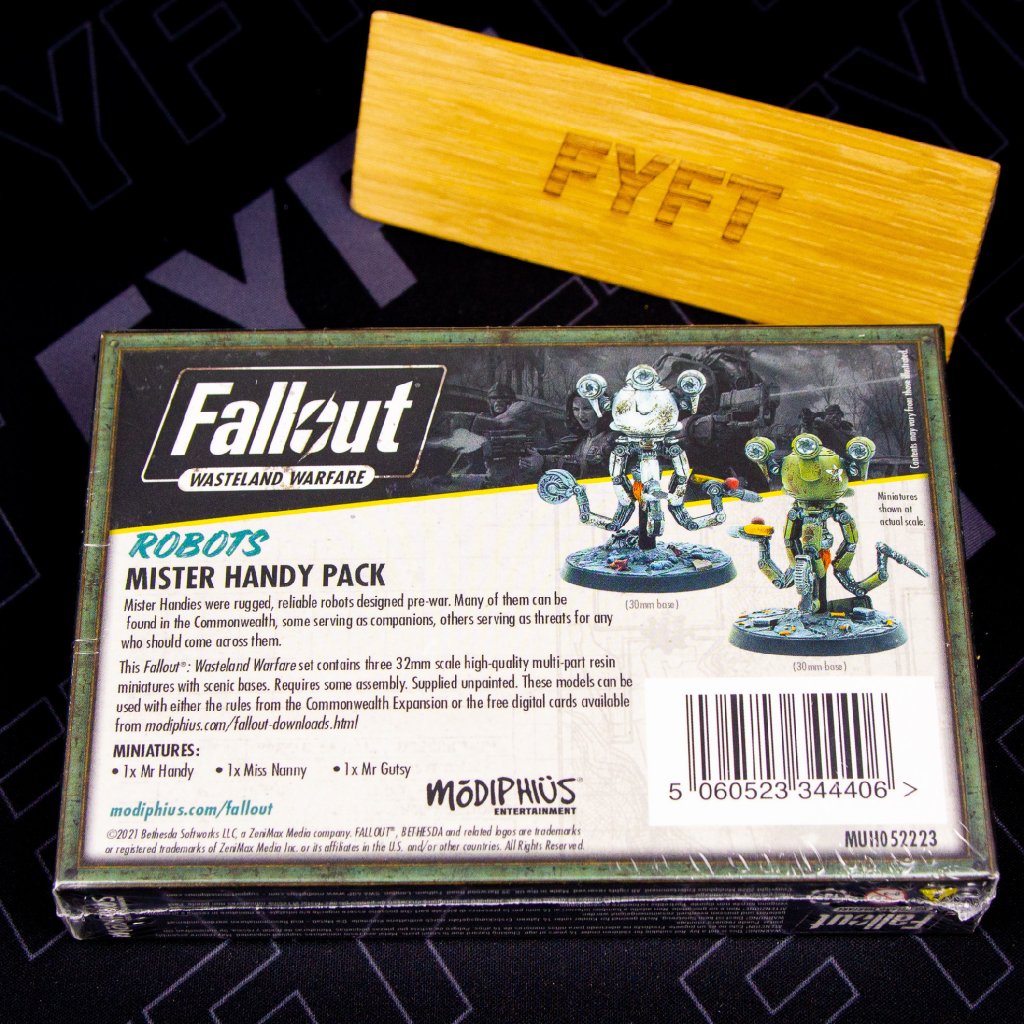 FYFT
FYFT
Fallout
WASTELAND WARFARE
Contents may vary from those illustrated.
Miniatures
shown at
actual scale.
(30mm base)
(30mm base)
ROBOTS
MISTER HANDY PACK
Mister Handies were rugged, reliable robots designed pre-war. Many of them can be
found in the Commonwealth, some serving as companions, others serving as threats for any
who should come across them.
This Fallout®: Wasteland Warfare set contains three 32mm scale high-quality multi-part resin
miniatures with scenic bases. Requires some assembly. Supplied unpainted. These models can be
used with either the rules from the Commonwealth Expansion or the free digital cards available
from modiphius.com/fallout-downloads.html
MINIATURES:
• 1x Mr Handy • 1x Miss Nanny • 1x Mr Gutsy
modiphius.com/fallout
MōDIPHIÜS
ENTERTAINMENT
©2021 Bethesda Softworks LLC, a ZeniMax Media company. FALLOUT®, BETHESDA and related logos are trademarks
or registered trademarks of ZeniMax Media Inc. or its affiliates in the U.S. and/or other countries. All Rights Reserved.
5 060523 344406 >
MUH052223
Fallout